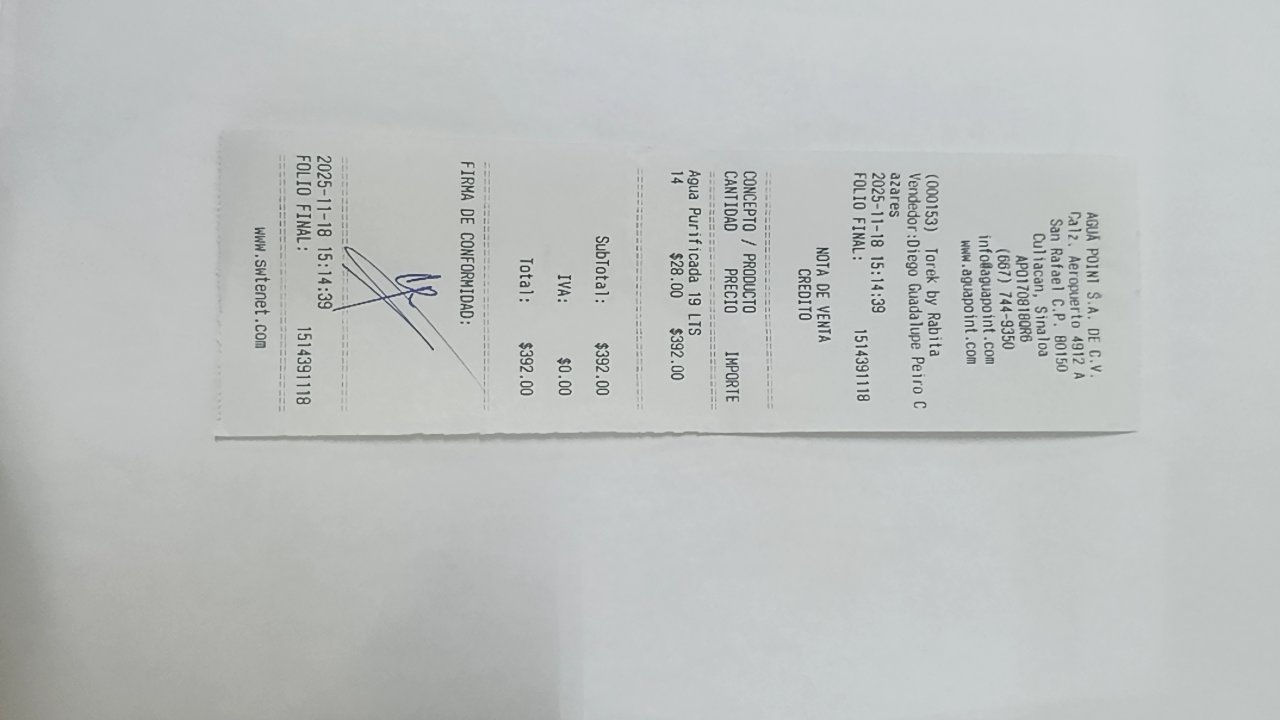 AGUA POINT S.A. DE C.V.
Calz. Aeropuerto 4912 A
San Rafael C.P. 80150
Culiacan, Sinaloa
APO170818QR6
(667) 744-9350
info@aguapoint.com
www.aguapoint.com
(000153) Torek by Rabita
Vendedor:Diego Guadalupe Peiro C
azares
2025-11-18 15:14:39
FOLIO FINAL: 1514391118
NOTA DE VENTA
CREDITO
CONCEPTO / PRODUCTO
CANTIDAD PRECIO IMPORTE
Agua Purificada 19 LTS
14 $28.00 $392.00
SubTotal: $392.00
IVA: $0.00
Total: $392.00
FIRMA DE CONFORMIDAD:
2025-11-18 15:14:39
FOLIO FINAL: 1514391118
www.swtenet.com